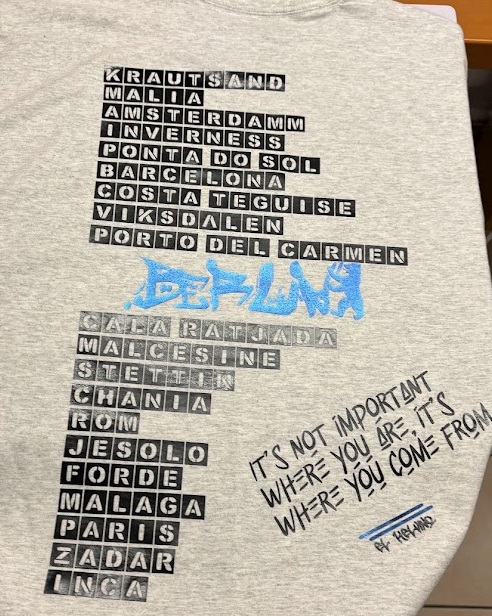 KRAUTSAND
MALIA
AMSTERDAMM
INVERNESS
PONTA DO SOL
BARCELONA
COSTA TEGUISE
VIKSDALEN
PORTO DEL CARMEN
CALA RATJADA
MALCESINE
STETTIN
CHANIA
ROM
JESOLO
FORDE
MALAGA
PARIS
ZADAR
INCA
IT'S NOT IMPORTANT
WHERE YOU ARE, IT'S
WHERE YOU COME FROM